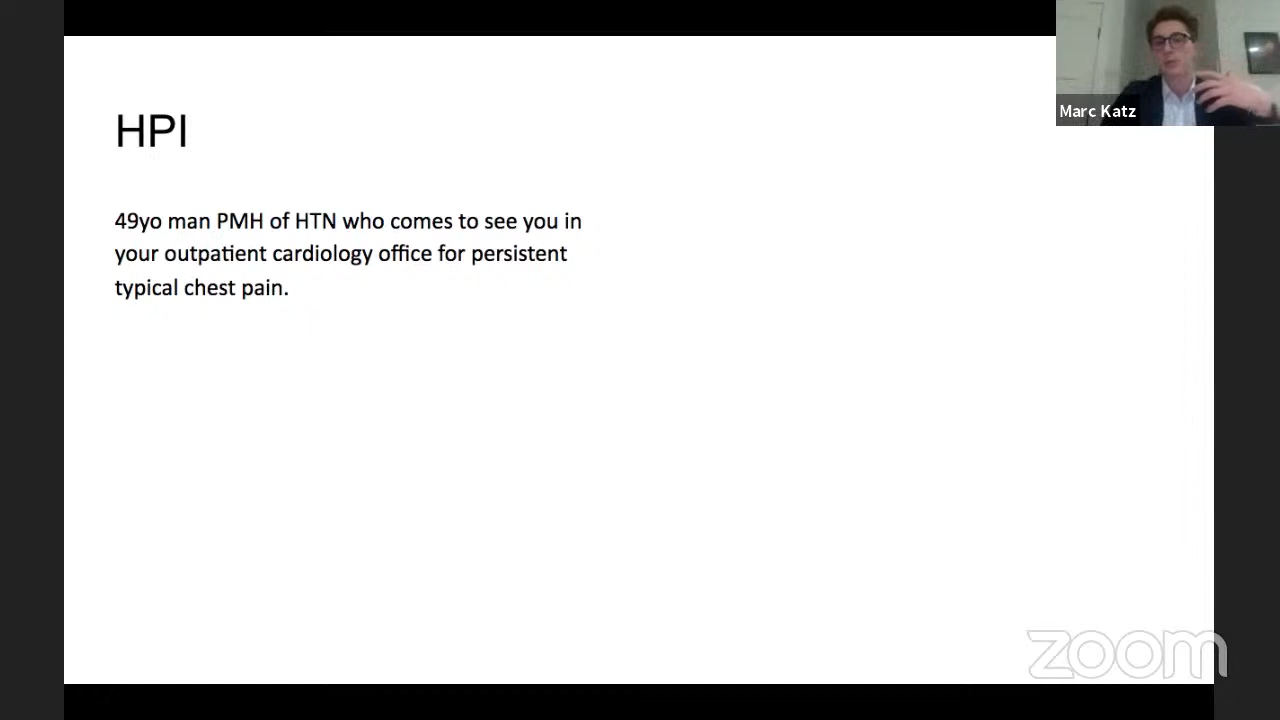 HPI
49yo man PMH of HTN who comes to see you in
your outpatient cardiology office for persistent
typical chest pain.
Marc Katz
zoom